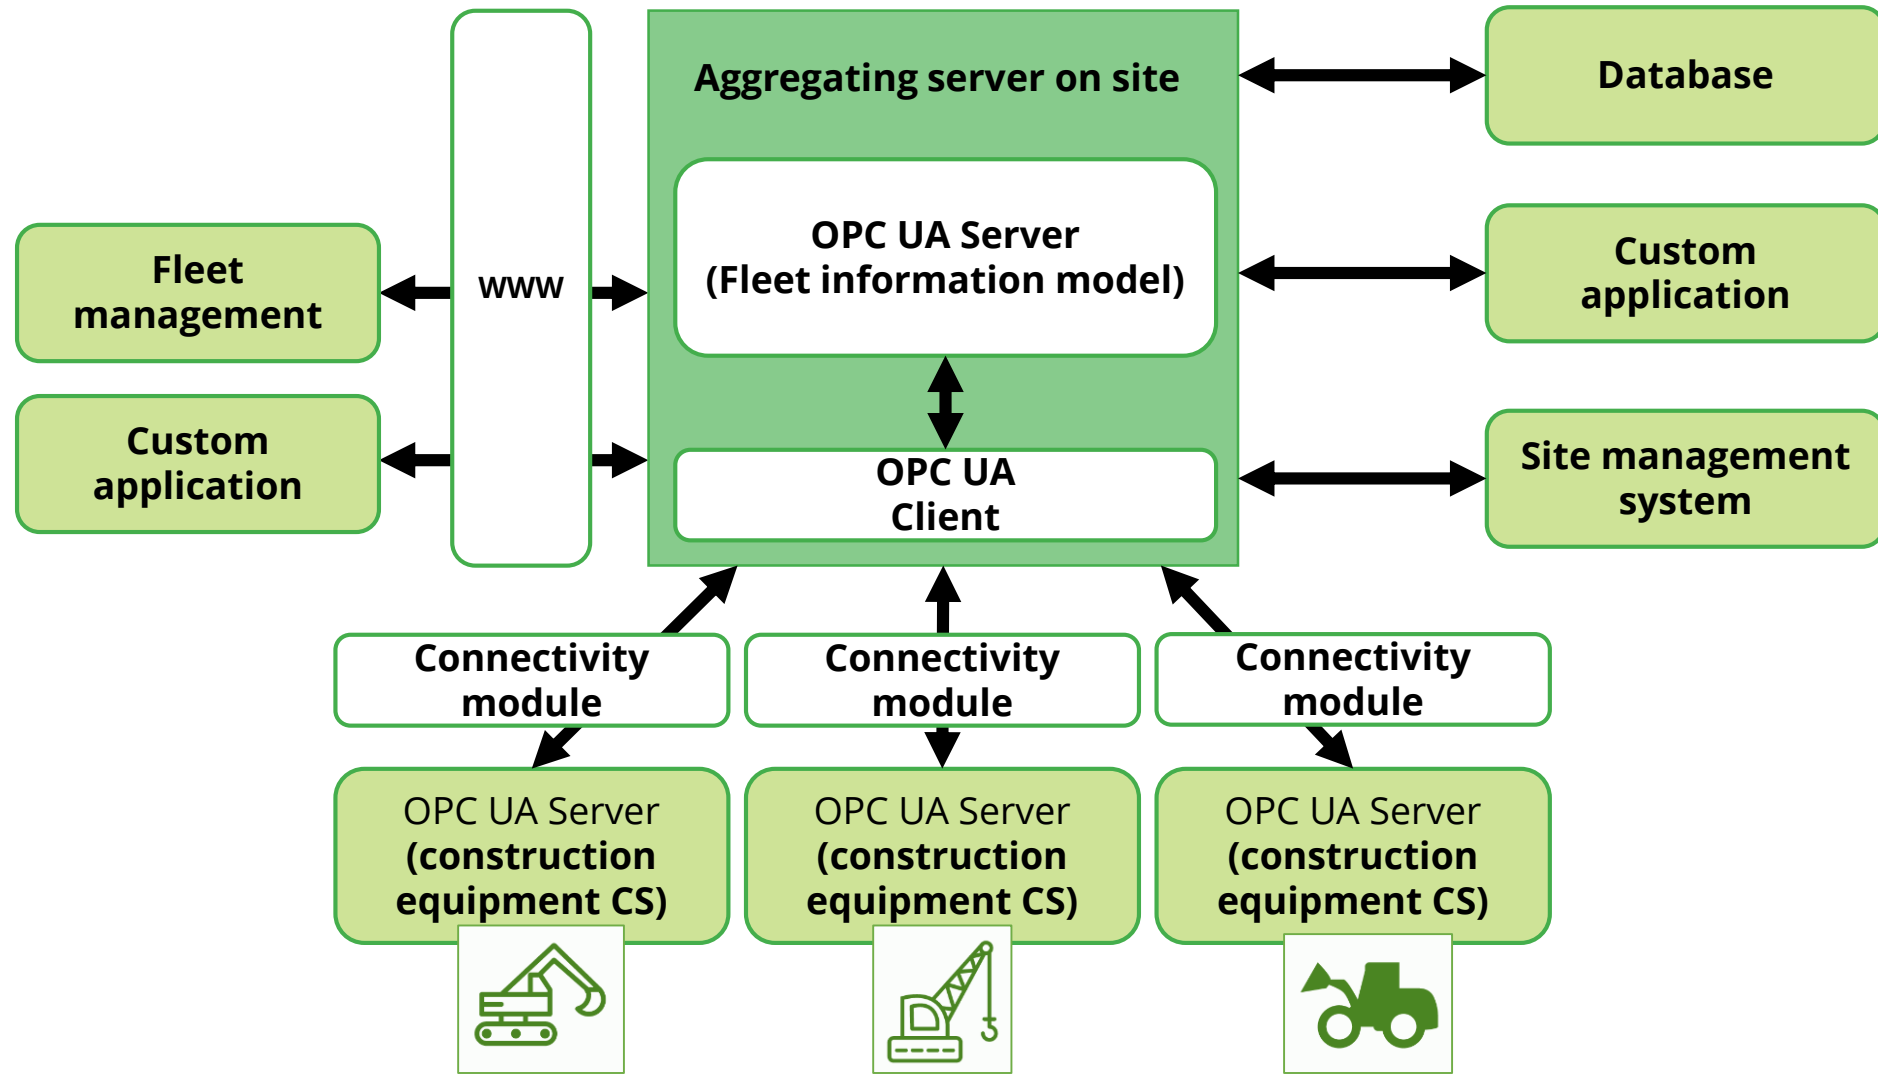 Aggregating server on site
Database
OPC UA Server
(Fleet information model)
Custom
application
Fleet
management
www
Custom
application
OPC UA
Client
Site management
system
Connectivity
module
Connectivity
module
Connectivity
module
OPC UA Server
(construction
equipment CS)
OPC UA Server
(construction
equipment CS)
OPC UA Server
(construction
equipment CS)